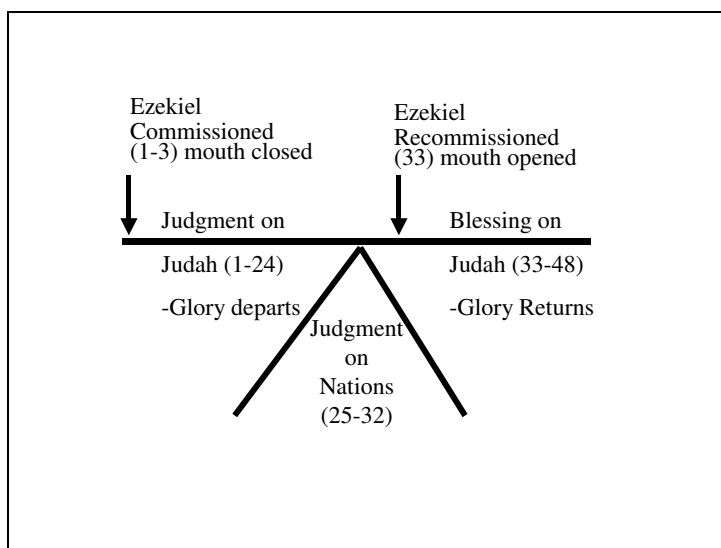 Ezekiel
Commissioned
(1-3) mouth closed
Ezekiel
Recommissioned
(33) mouth opened
Judgment on
Judah (1-24)
-Glory departs
Blessing on
Judah (33-48)
-Glory Returns
Judgment
on
Nations
(25-32)